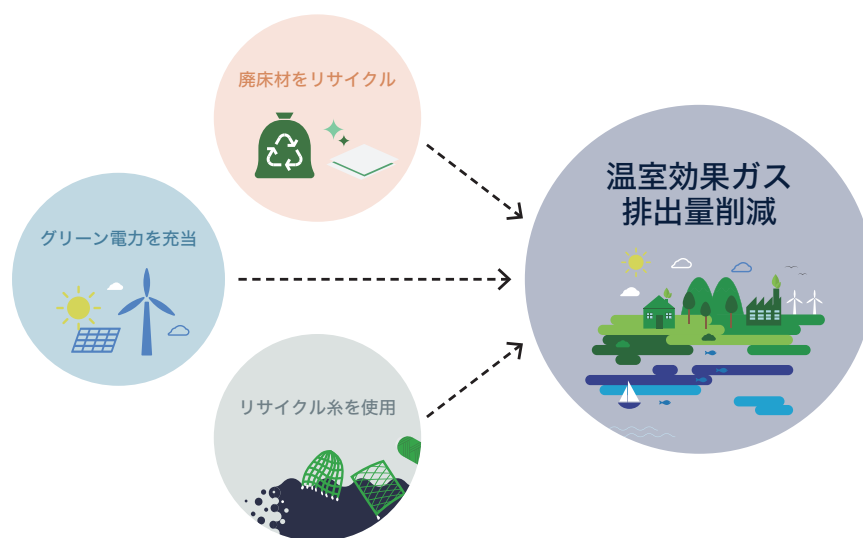 廃床材をリサイクル
グリーン電力を充当
リサイクル糸を使用
温室効果ガス
排出量削減